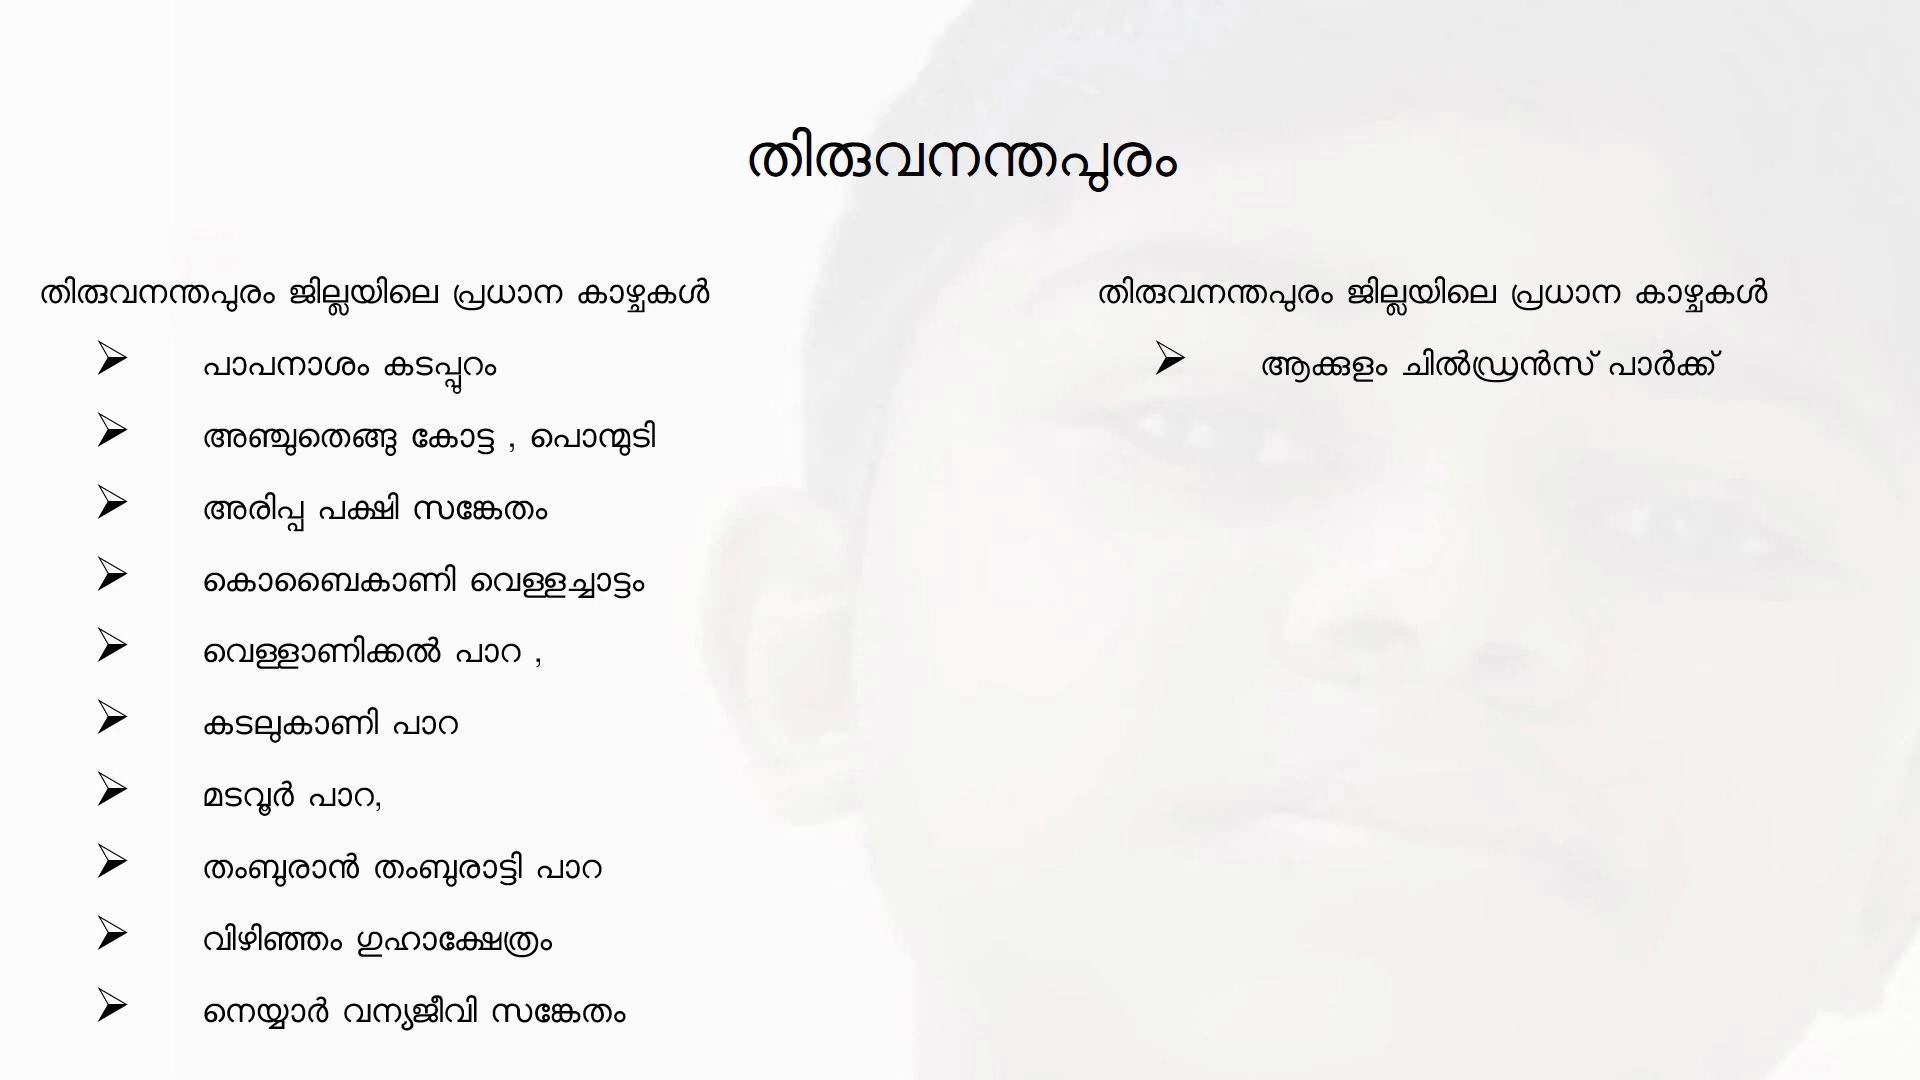 തിരുവനന്തപുരം
തിരുവനന്തപുരം ജില്ലയിലെ പ്രധാന കാഴ്ചകൾ
➢ പാപനാശം കടപ്പുറം
➢ അഞ്ചുതെങ്ങു കോട്ട , പൊന്മുടി
➢ അരിപ്പ പക്ഷി സങ്കേതം
➢ കൊബൈകാണി വെള്ളച്ചാട്ടം
➢ വെള്ളാണിക്കൽ പാറ ,
➢ കടലുകാണി പാറ
➢ മടവൂർ പാറ,
➢ തംബുരാൻ തംബുരാട്ടി പാറ
➢ വിഴിഞ്ഞം ഗുഹാക്ഷേത്രം
➢ നെയ്യാർ വന്യജീവി സങ്കേതം
തിരുവനന്തപുരം ജില്ലയിലെ പ്രധാന കാഴ്ചകൾ
➢ ആക്കുളം ചിൽഡ്രൻസ് പാർക്ക്